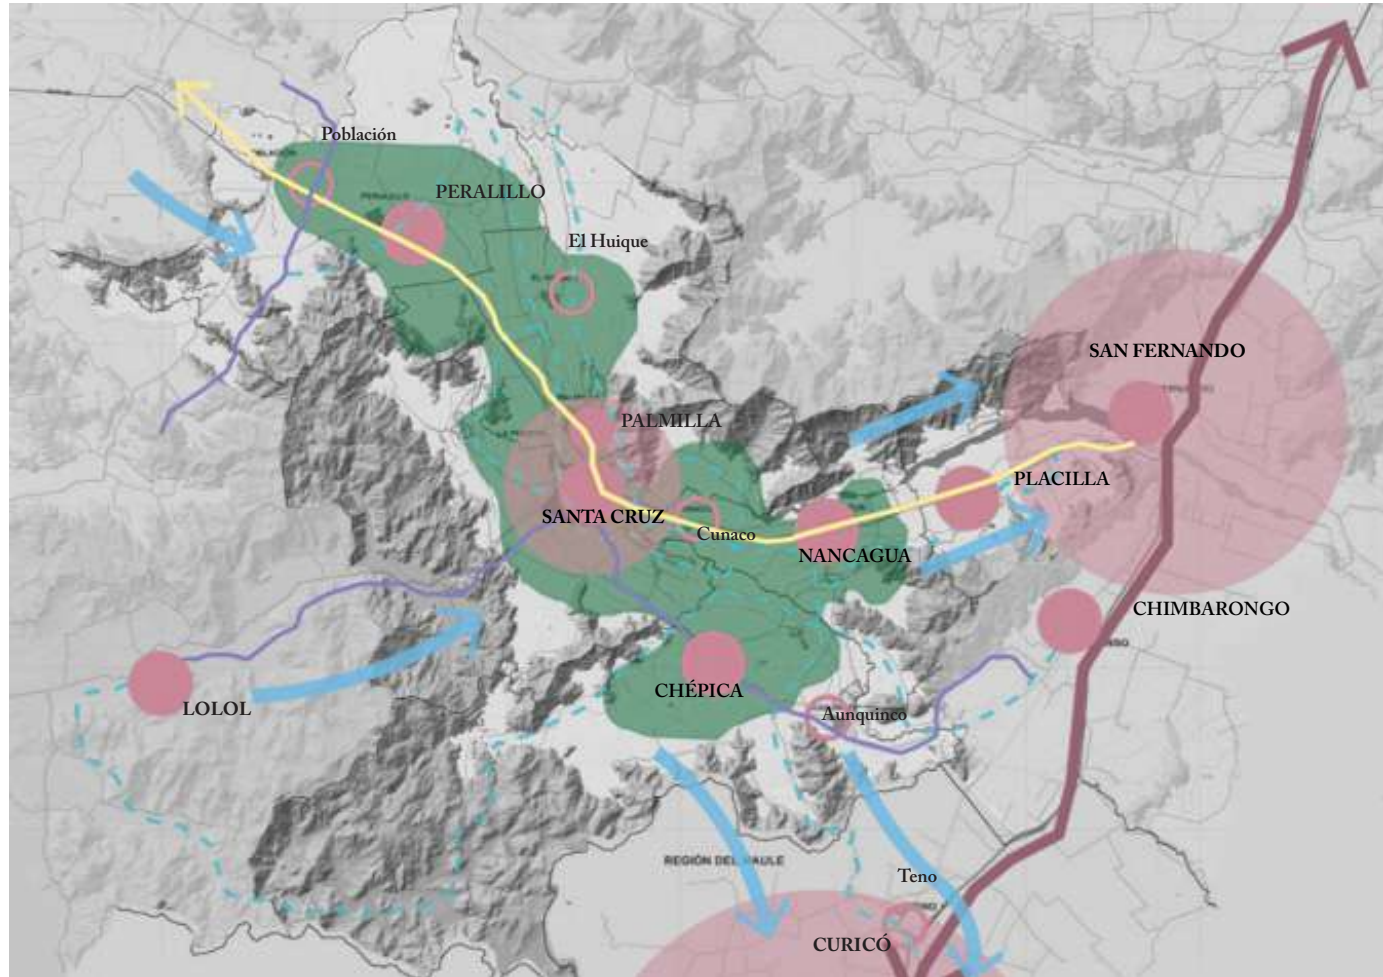 Población
PERALILLO
El Huique
SAN FERNANDO
PALMILLA
PLACILLA
SANTA CRUZ
Cunaco
NANCAGUA
CHIMBARONGO
CHÉPICA
LOLOL
Aunquinco
REGIÓN DEL MAULE
Teno
CURICÓ